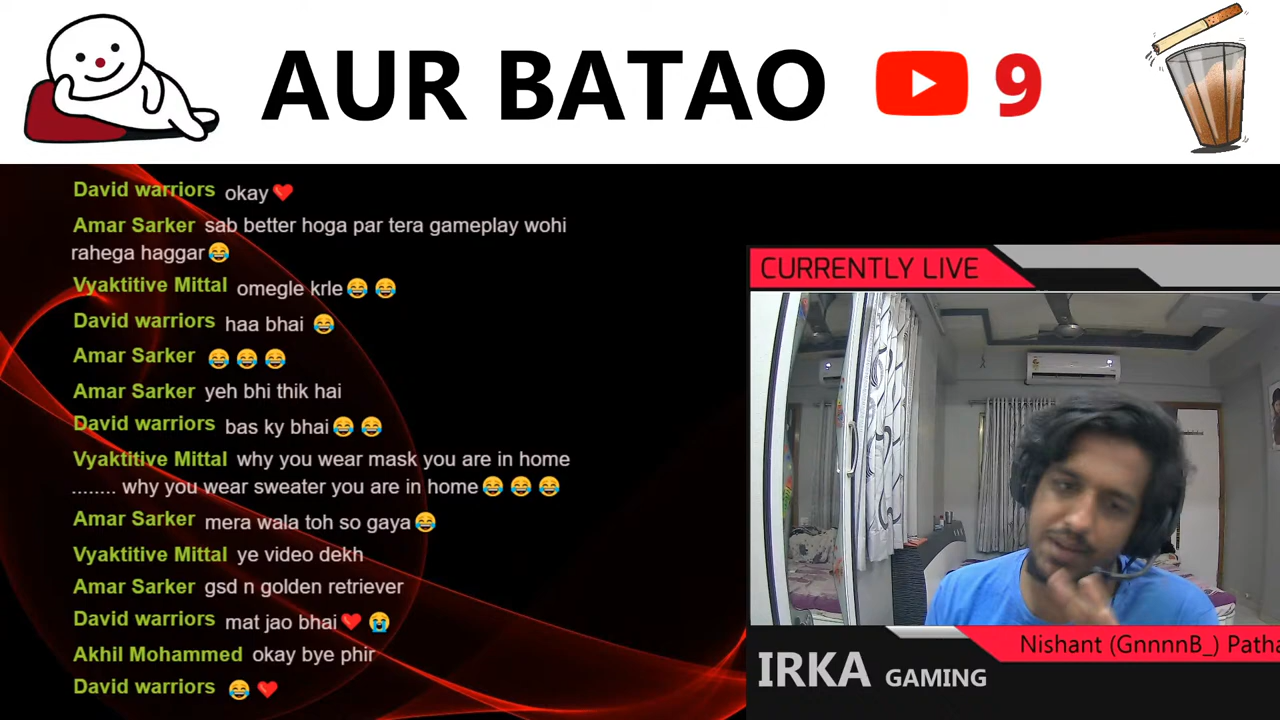 AUR BATAO 9
David warriors okay❤️
Amar Sarker sab better hoga par tera gameplay wohi
rahega haggar😂
Vyaktitive Mittal omegle krle😂 😂
David warriors haa bhai 😂
Amar Sarker 😂 😂 😂
Amar Sarker yeh bhi thik hai
David warriors bas ky bhai😂 😂
Vyaktitive Mittal why you wear mask you are in home
........ why you wear sweater you are in home😂 😂 😂
Amar Sarker mera wala toh so gaya😂
Vyaktitive Mittal ye video dekh
Amar Sarker gsd n golden retriever
David warriors mat jao bhai❤️ 😭
Akhil Mohammed okay bye phir
David warriors 😂 ❤️
CURRENTLY LIVE
Nishant (GnnnnB_) Patha
IRKA GAMING